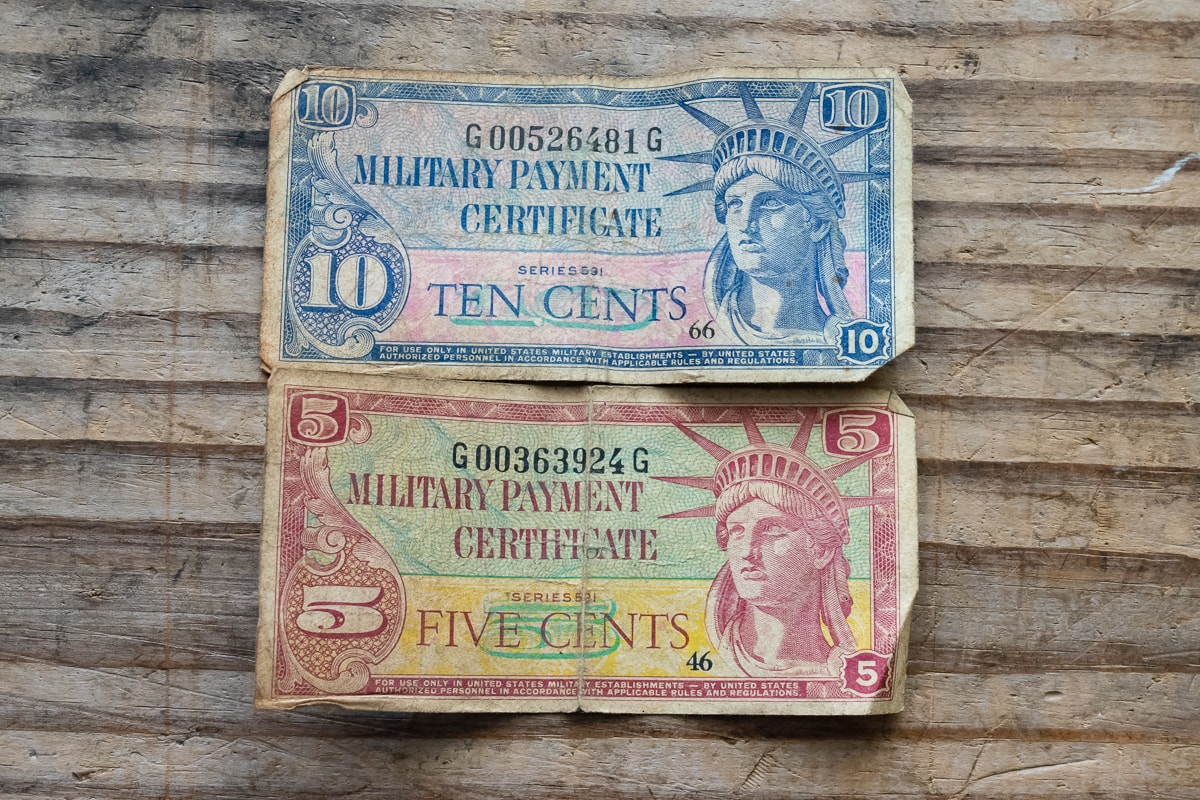 10 10
G00526481G
MILITARY PAYMENT
CERTIFICATE
10
SERIES 591
TEN CENTS
66
10
FOR USE ONLY IN UNITED STATES MILITARY ESTABLISHMENTS — BY UNITED STATES
AUTHORIZED PERSONNEL IN ACCORDANCE WITH APPLICABLE RULES AND REGULATIONS.
5 5
G00363924G
MILITARY PAYMENT
CERTIFICATE
5
SERIES 591
FIVE CENTS
46
5
FOR USE ONLY IN UNITED STATES MILITARY ESTABLISHMENTS — BY UNITED STATES
AUTHORIZED PERSONNEL IN ACCORDANCE WITH APPLICABLE RULES AND REGULATIONS.